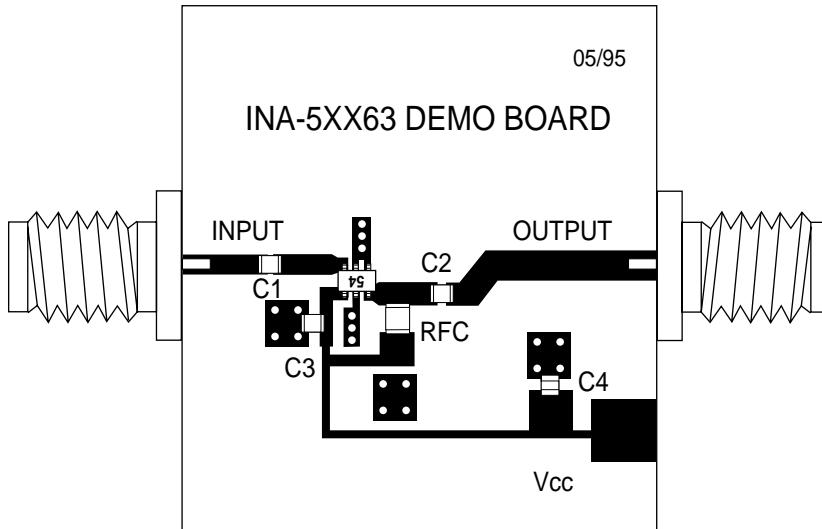 05/95
INA-5XX63 DEMO BOARD
INPUT
OUTPUT
C2
C1
54
RFC
C3
C4
Vcc